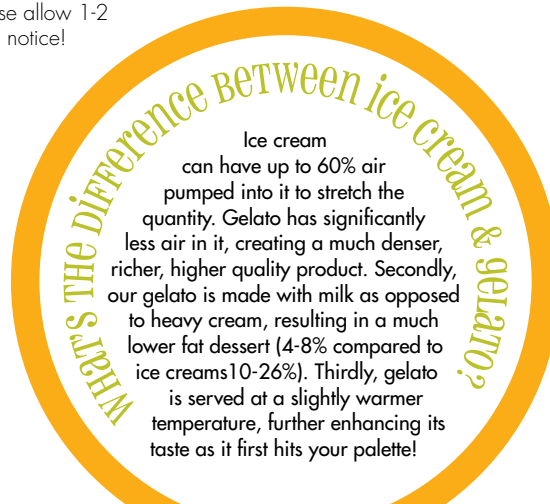 se allow 1-2
notice!
WHAT'S THE DIFFERENCE BETWEEN ice cream & gelato?
Ice cream
can have up to 60% air
pumped into it to stretch the
quantity. Gelato has significantly
less air in it, creating a much denser,
richer, higher quality product. Secondly,
our gelato is made with milk as opposed
to heavy cream, resulting in a much
lower fat dessert (4-8% compared to
ice creams10-26%). Thirdly, gelato
is served at a slightly warmer
temperature, further enhancing its
taste as it first hits your palette!